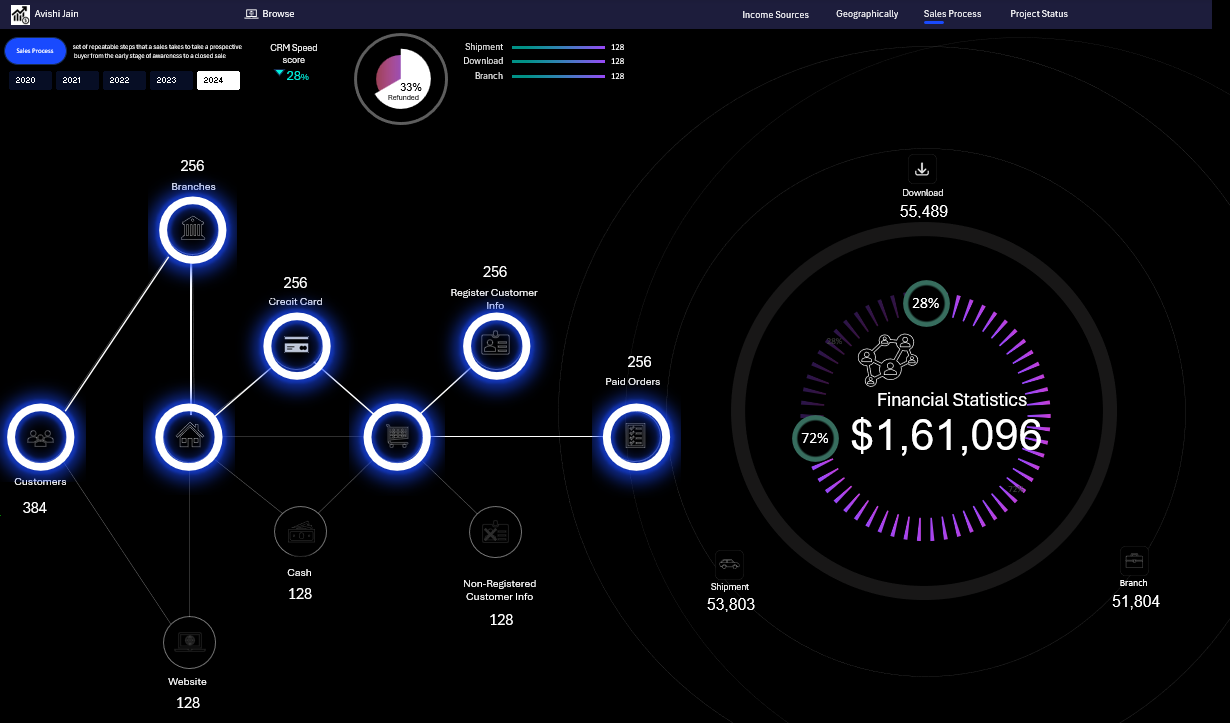 Avishi Jain
Browse
Income Sources
Geographically
Sales Process
Project Status
Sales Process
set of repeatable steps that a sales takes to take a prospective
buyer from the early stage of awareness to a closed sale
2020
2021
2022
2023
2024
CRM Speed
score
28%
33%
Refunded
Shipment 128
Download 128
Branch 128
256
Branches
256
Credit Card
256
Register Customer
Info
256
Paid Orders
Customers
384
Cash
128
Non-Registered
Customer Info
128
Website
128
Download
55,489
28%
28%
Financial Statistics
$1,61,096
72%
72%
Shipment
53,803
Branch
51,804